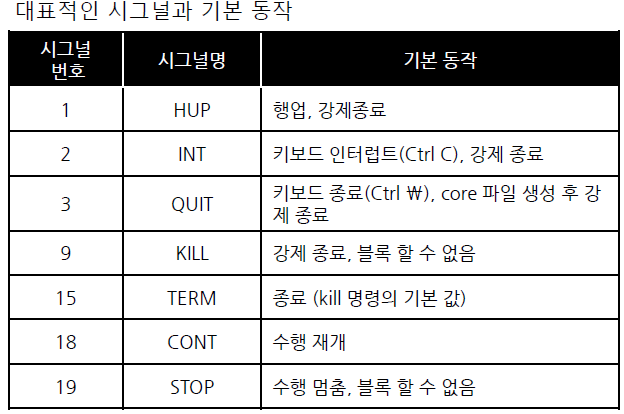 대표적인 시그널과 기본 동작
시그널
번호
시그널명
기본 동작
1
HUP
행업, 강제종료
2
INT
키보드 인터럽트(Ctrl C), 강제 종료
3
QUIT
키보드 종료(Ctrl ₩), core 파일 생성 후 강
제 종료
9
KILL
강제 종료, 블록 할 수 없음
15
TERM
종료 (kill 명령의 기본 값)
18
CONT
수행 재개
19
STOP
수행 멈춤, 블록 할 수 없음